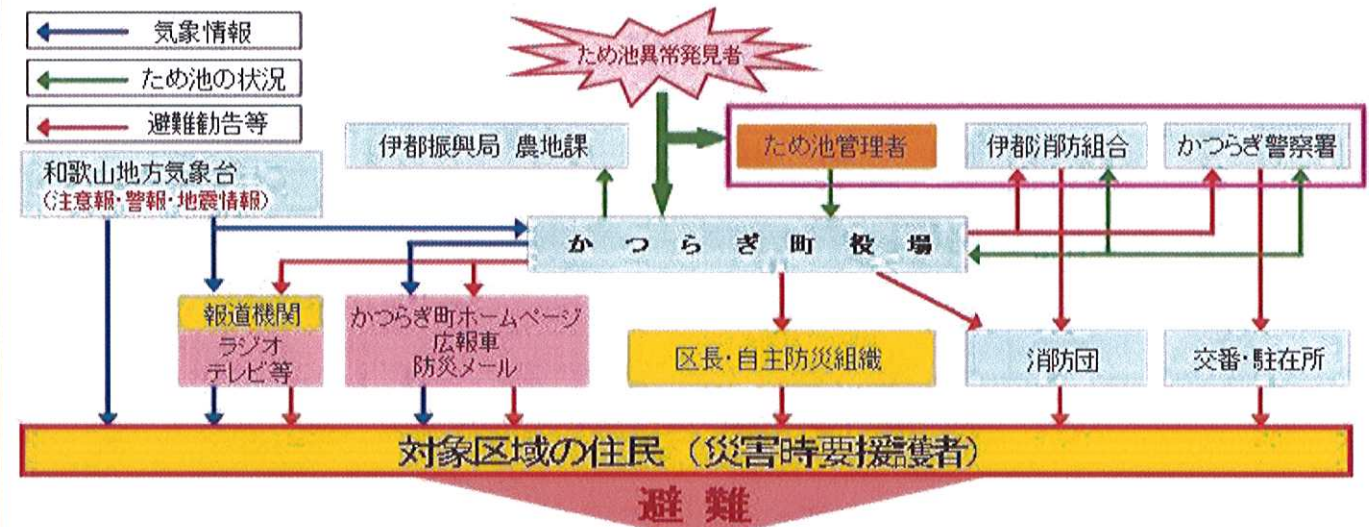 気象情報
ため池の状況
避難勧告等
ため池異常発見者
伊都振興局 農地課
ため池管理者
伊都消防組合
かつらぎ警察署
和歌山地方気象台
(注意報・警報・地震情報)
かつらぎ町役場
報道機関
ラジオ
テレビ等
かつらぎ町ホームページ
広報車
防災メール
区長・自主防災組織
消防団
交番・駐在所
対象区域の住民(災害時要援護者)
避難